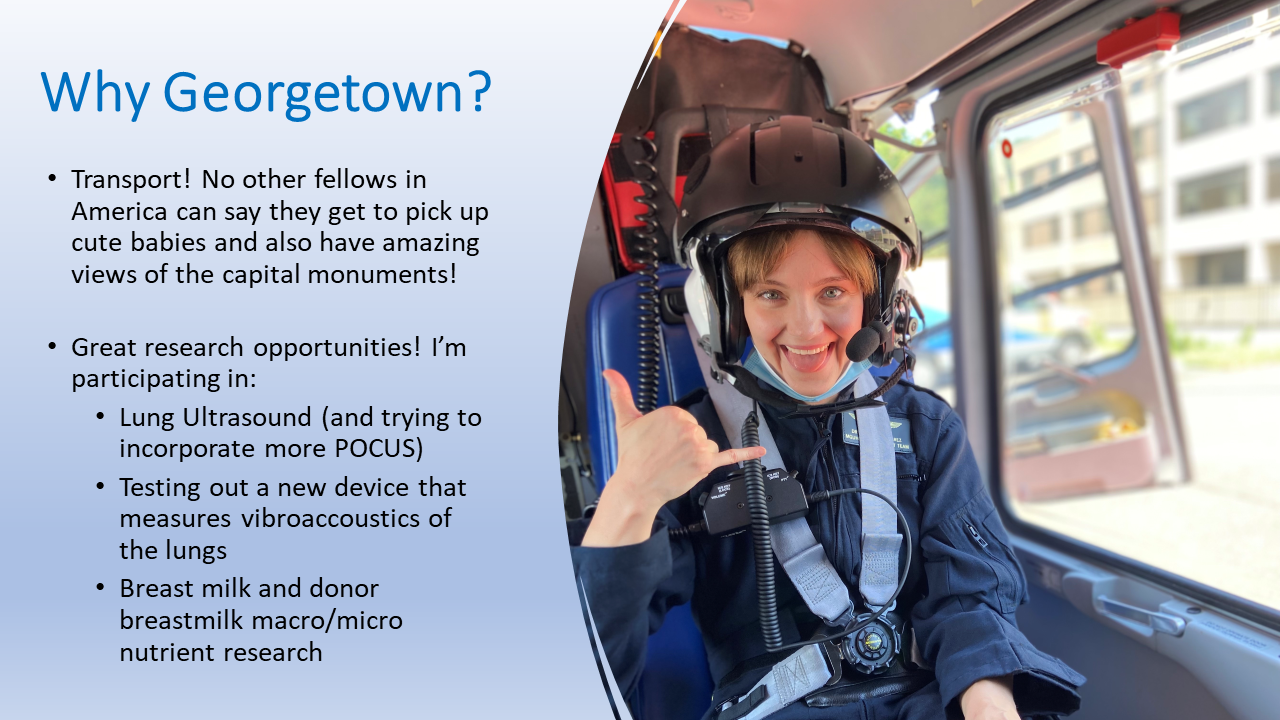 Why Georgetown?
• Transport! No other fellows in
America can say they get to pick up
cute babies and also have amazing
views of the capital monuments!
• Great research opportunities! I’m
participating in:
• Lung Ultrasound (and trying to
incorporate more POCUS)
• Testing out a new device that
measures vibroaccoustics of
the lungs
• Breast milk and donor
breastmilk macro/micro
nutrient research